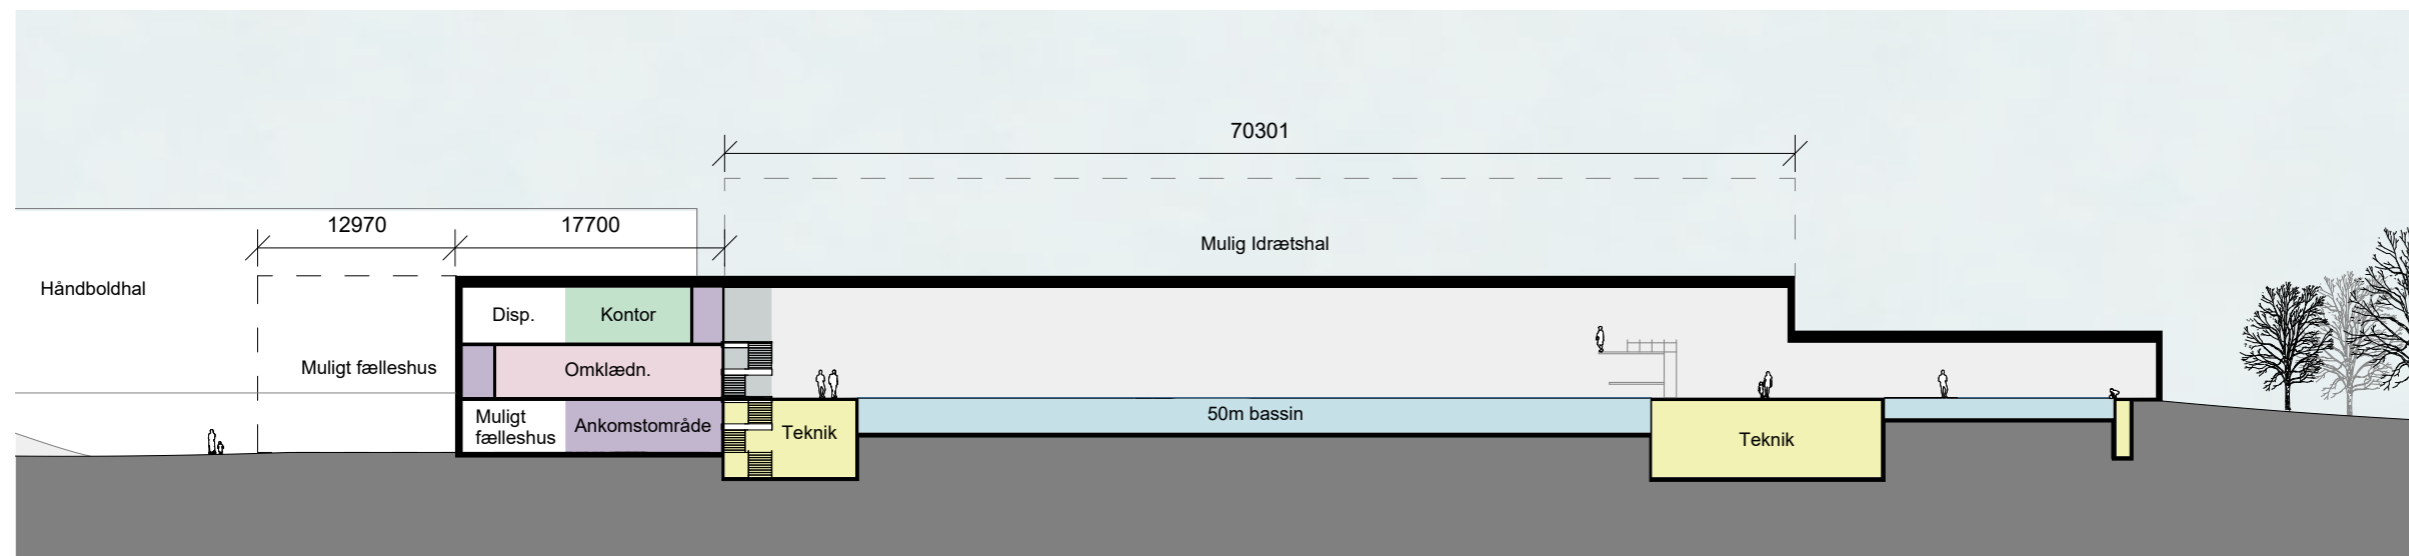 70301
12970
17700
Mulig Idrætshal
Håndboldhal
Disp.
Kontor
Muligt fælleshus
Omklædn.
Muligt
fælleshus
Ankomstområde
Teknik
50m bassin
Teknik